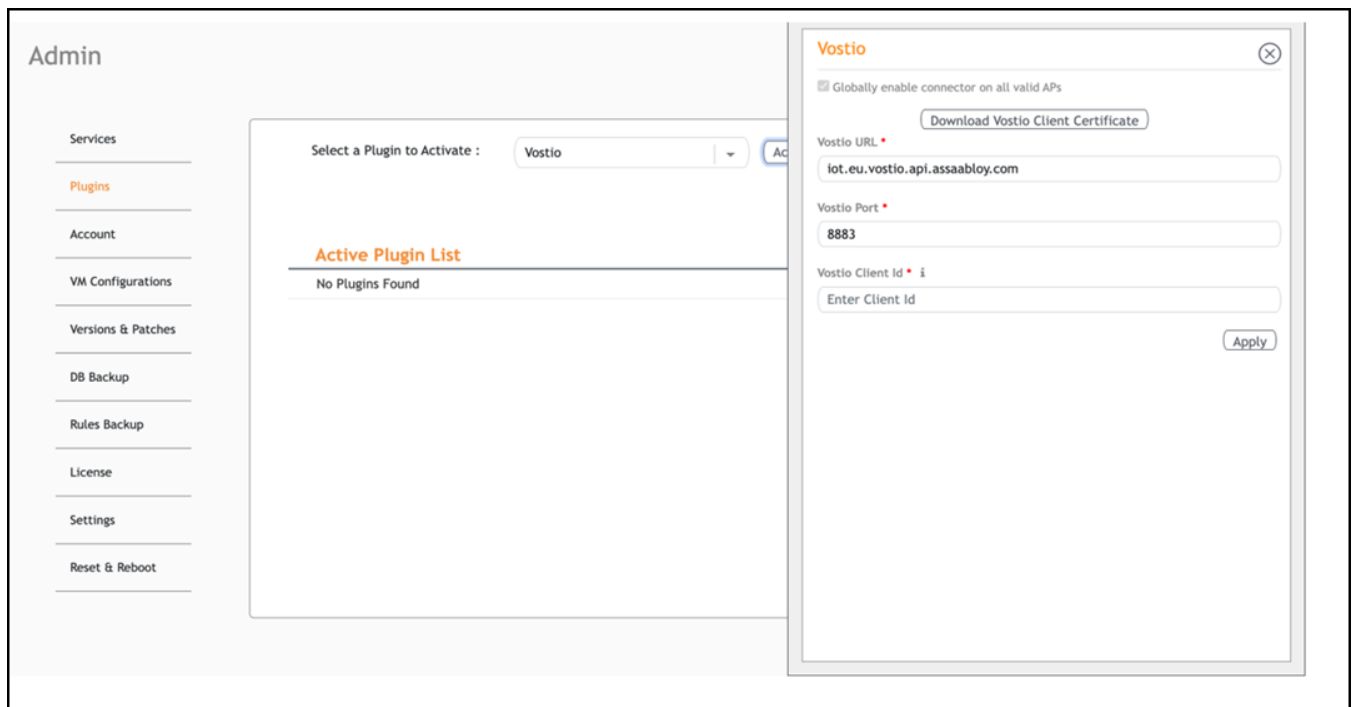 Admin
Services
Plugins
Account
VM Configurations
Versions & Patches
DB Backup
Rules Backup
License
Settings
Reset & Reboot
Select a Plugin to Activate : Vostio Ac
Active Plugin List
No Plugins Found
Vostio
Globally enable connector on all valid APs
Download Vostio Client Certificate
Vostio URL *
iot.eu.vostio.api.assaabloy.com
Vostio Port *
8883
Vostio Client Id * i
Enter Client Id
Apply